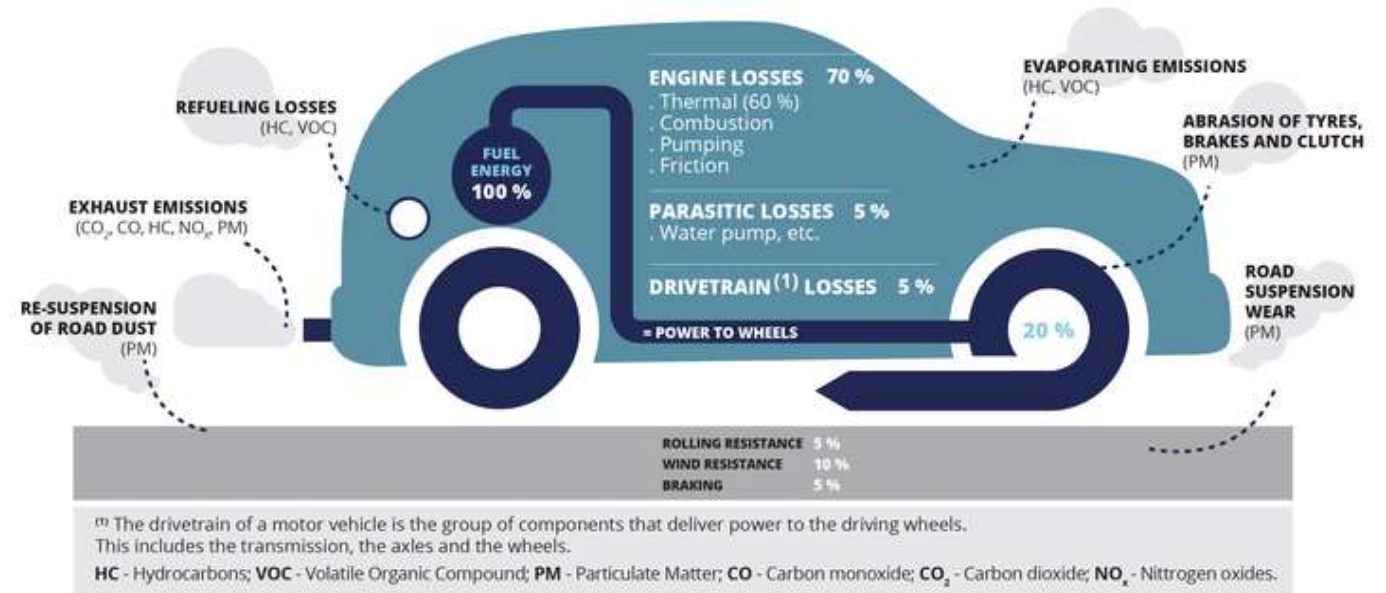 REFUELING LOSSES
(HC, VOC)
EXHAUST EMISSIONS
(CO₂, CO, HC, NOₓ, PM)
RE-SUSPENSION
OF ROAD DUST
(PM)
FUEL
ENERGY
100 %
ENGINE LOSSES 70 %
. Thermal (60 %)
. Combustion
. Pumping
. Friction
PARASITIC LOSSES 5 %
. Water pump, etc.
DRIVETRAIN(1) LOSSES 5 %
= POWER TO WHEELS
20 %
EVAPORATING EMISSIONS
(HC, VOC)
ABRASION OF TYRES,
BRAKES AND CLUTCH
(PM)
ROAD
SUSPENSION
WEAR
(PM)
ROLLING RESISTANCE 5 %
WIND RESISTANCE 10 %
BRAKING 5 %
(1) The drivetrain of a motor vehicle is the group of components that deliver power to the driving wheels.
This includes the transmission, the axles and the wheels.
HC - Hydrocarbons; VOC - Volatile Organic Compound; PM - Particulate Matter; CO - Carbon monoxide; CO₂ - Carbon dioxide; NOₓ - Nittrogen oxides.